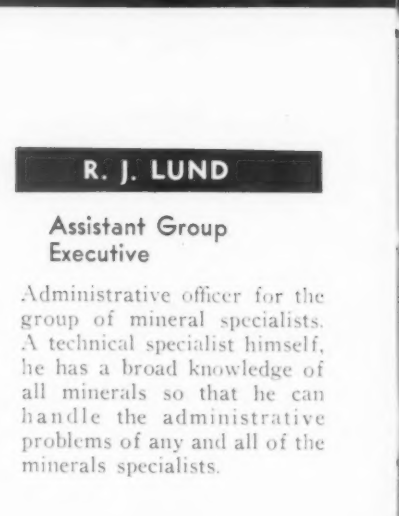 R. J. LUND
Assistant Group
Executive
Administrative officer for the
group of mineral specialists.
A technical specialist himself,
he has a broad knowledge of
all minerals so that he can
handle the administrative
problems of any and all of the
minerals specialists.